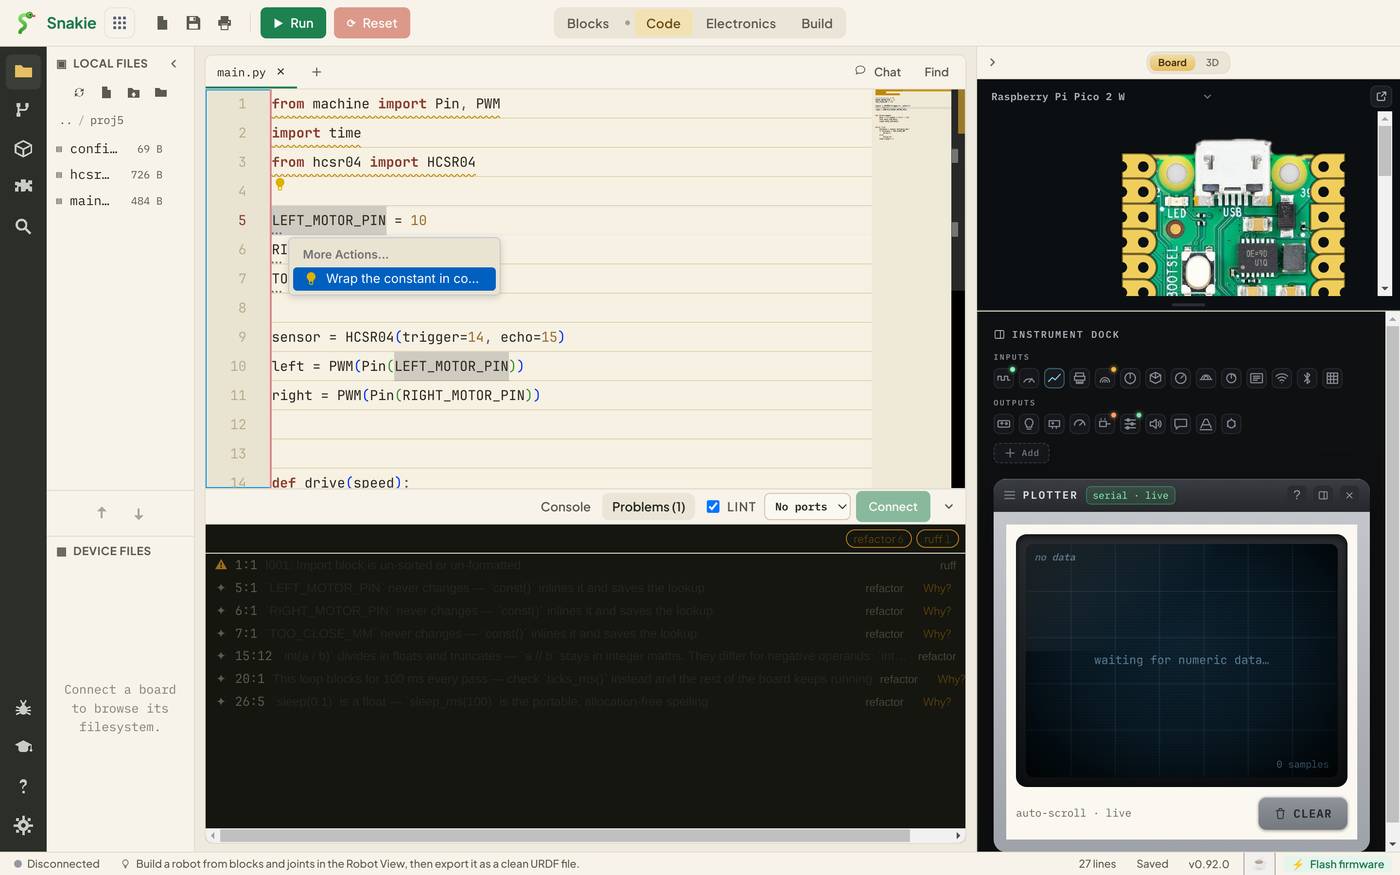 Snakie
Run
Reset
Blocks
Code
Electronics
Build
LOCAL FILES
.. / proj5
confi… 69 B
hcsr… 726 B
main… 484 B
DEVICE FILES
Connect a board
to browse its
filesystem.
main.py
Chat
Find
1 from machine import Pin, PWM
2 import time
3 from hcsr04 import HCSR04
4
5 LEFT_MOTOR_PIN = 10
6 RI
7 TO
More Actions...
Wrap the constant in co...
8
9 sensor = HCSR04(trigger=14, echo=15)
10 left = PWM(Pin(LEFT_MOTOR_PIN))
11 right = PWM(Pin(RIGHT_MOTOR_PIN))
12
13
14 def drive(speed):
Console
Problems (1)
LINT
No ports
Connect
refactor 6
ruff 1
1:1 I001: Import block is un-sorted or un-formatted ruff
5:1 `LEFT_MOTOR_PIN` never changes — `const()` inlines it and saves the lookup refactor Why?
6:1 `RIGHT_MOTOR_PIN` never changes — `const()` inlines it and saves the lookup refactor Why?
7:1 `TOO_CLOSE_MM` never changes — `const()` inlines it and saves the lookup refactor Why?
15:12 `int(a / b)` divides in floats and truncates — `a // b` stays in integer maths. They differ for negative operands: `int… refactor
20:1 This loop blocks for 100 ms every pass — check `ticks_ms()` instead and the rest of the board keeps running refactor Why?
26:5 `sleep(0.1)` is a float — `sleep_ms(100)` is the portable, allocation-free spelling refactor Why?
Board
3D
Raspberry Pi Pico 2 W
LED
USB
39
BOOTSEL
INSTRUMENT DOCK
INPUTS
OUTPUTS
Add
PLOTTER
serial · live
?
no data
waiting for numeric data…
0 samples
auto-scroll · live
CLEAR
Disconnected
Build a robot from blocks and joints in the Robot View, then export it as a clean URDF file.
27 lines
Saved
v0.92.0
Flash firmware